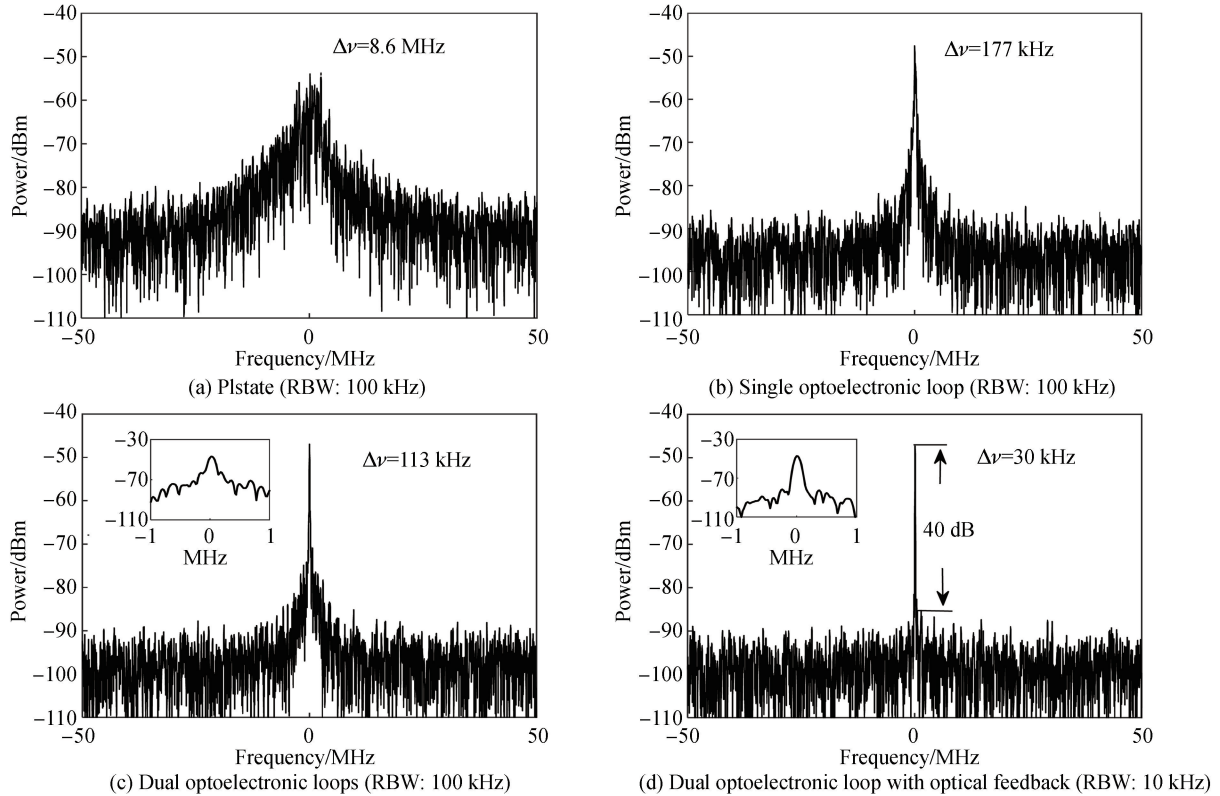 −40
−50
−60
−70
−80
−90
−100
−110
Power/dBm
Δν=8.6 MHz
−50 0 50
Frequency/MHz
(a) Plstate (RBW: 100 kHz)
−40
−50
−60
−70
−80
−90
−100
−110
Power/dBm
Δν=177 kHz
−50 0 50
Frequency/MHz
(b) Single optoelectronic loop (RBW: 100 kHz)
−40
−50
−60
−70
−80
−90
−100
−110
Power/dBm
−30
−70
−110
−1 0 1
MHz
Δν=113 kHz
−50 0 50
Frequency/MHz
(c) Dual optoelectronic loops (RBW: 100 kHz)
−40
−50
−60
−70
−80
−90
−100
−110
Power/dBm
−30
−70
−110
−1 0 1
MHz
Δν=30 kHz
40 dB
−50 0 50
Frequency/MHz
(d) Dual optoelectronic loop with optical feedback (RBW: 10 kHz)